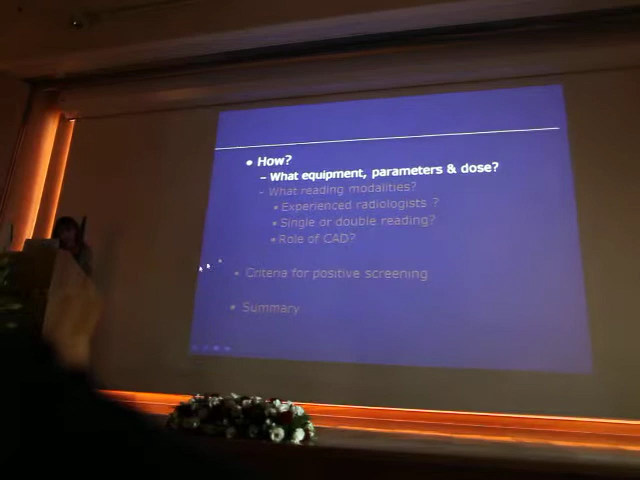 • How?
– What equipment, parameters & dose?
– What reading modalities?
• Experienced radiologists ?
• Single or double reading?
• Role of CAD?
• Criteria for positive screening
• Summary